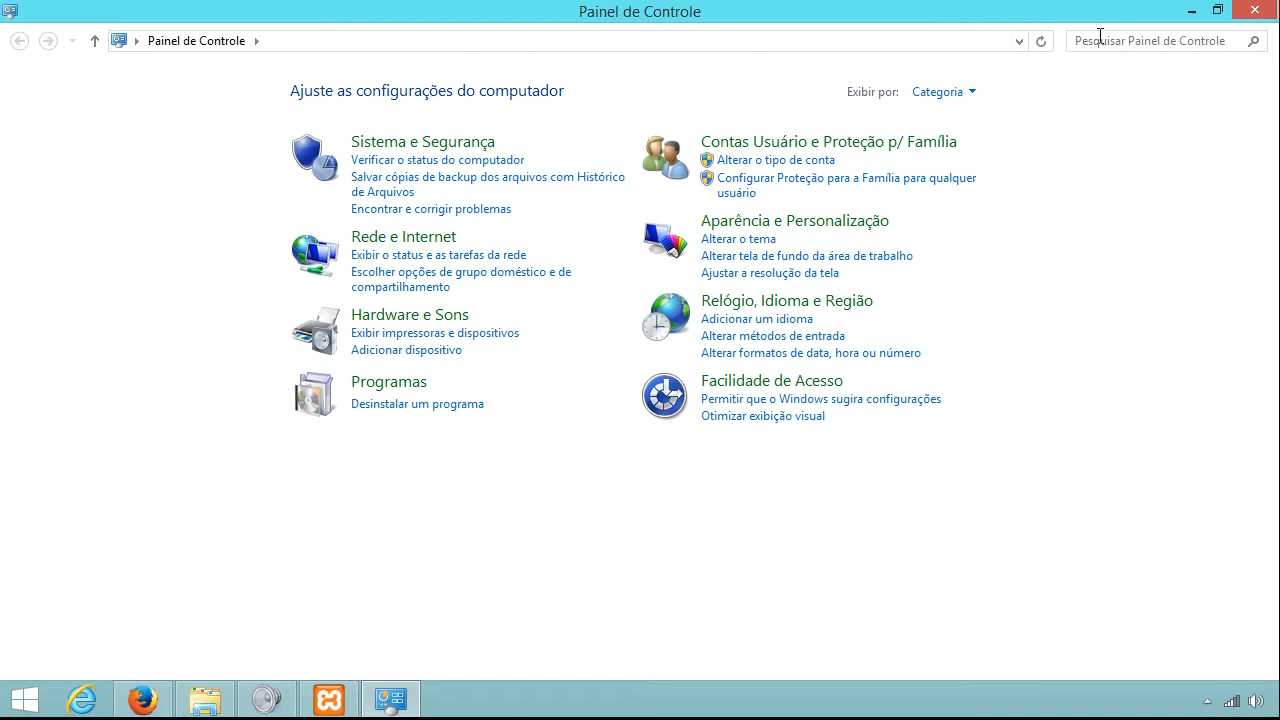 Painel de Controle
Painel de Controle
Pesquisar Painel de Controle
Ajuste as configurações do computador
Exibir por: Categoria
Sistema e Segurança
Verificar o status do computador
Salvar cópias de backup dos arquivos com Histórico
de Arquivos
Encontrar e corrigir problemas
Rede e Internet
Exibir o status e as tarefas da rede
Escolher opções de grupo doméstico e de
compartilhamento
Hardware e Sons
Exibir impressoras e dispositivos
Adicionar dispositivo
Programas
Desinstalar um programa
Contas Usuário e Proteção p/ Família
Alterar o tipo de conta
Configurar Proteção para a Família para qualquer
usuário
Aparência e Personalização
Alterar o tema
Alterar tela de fundo da área de trabalho
Ajustar a resolução da tela
Relógio, Idioma e Região
Adicionar um idioma
Alterar métodos de entrada
Alterar formatos de data, hora ou número
Facilidade de Acesso
Permitir que o Windows sugira configurações
Otimizar exibição visual